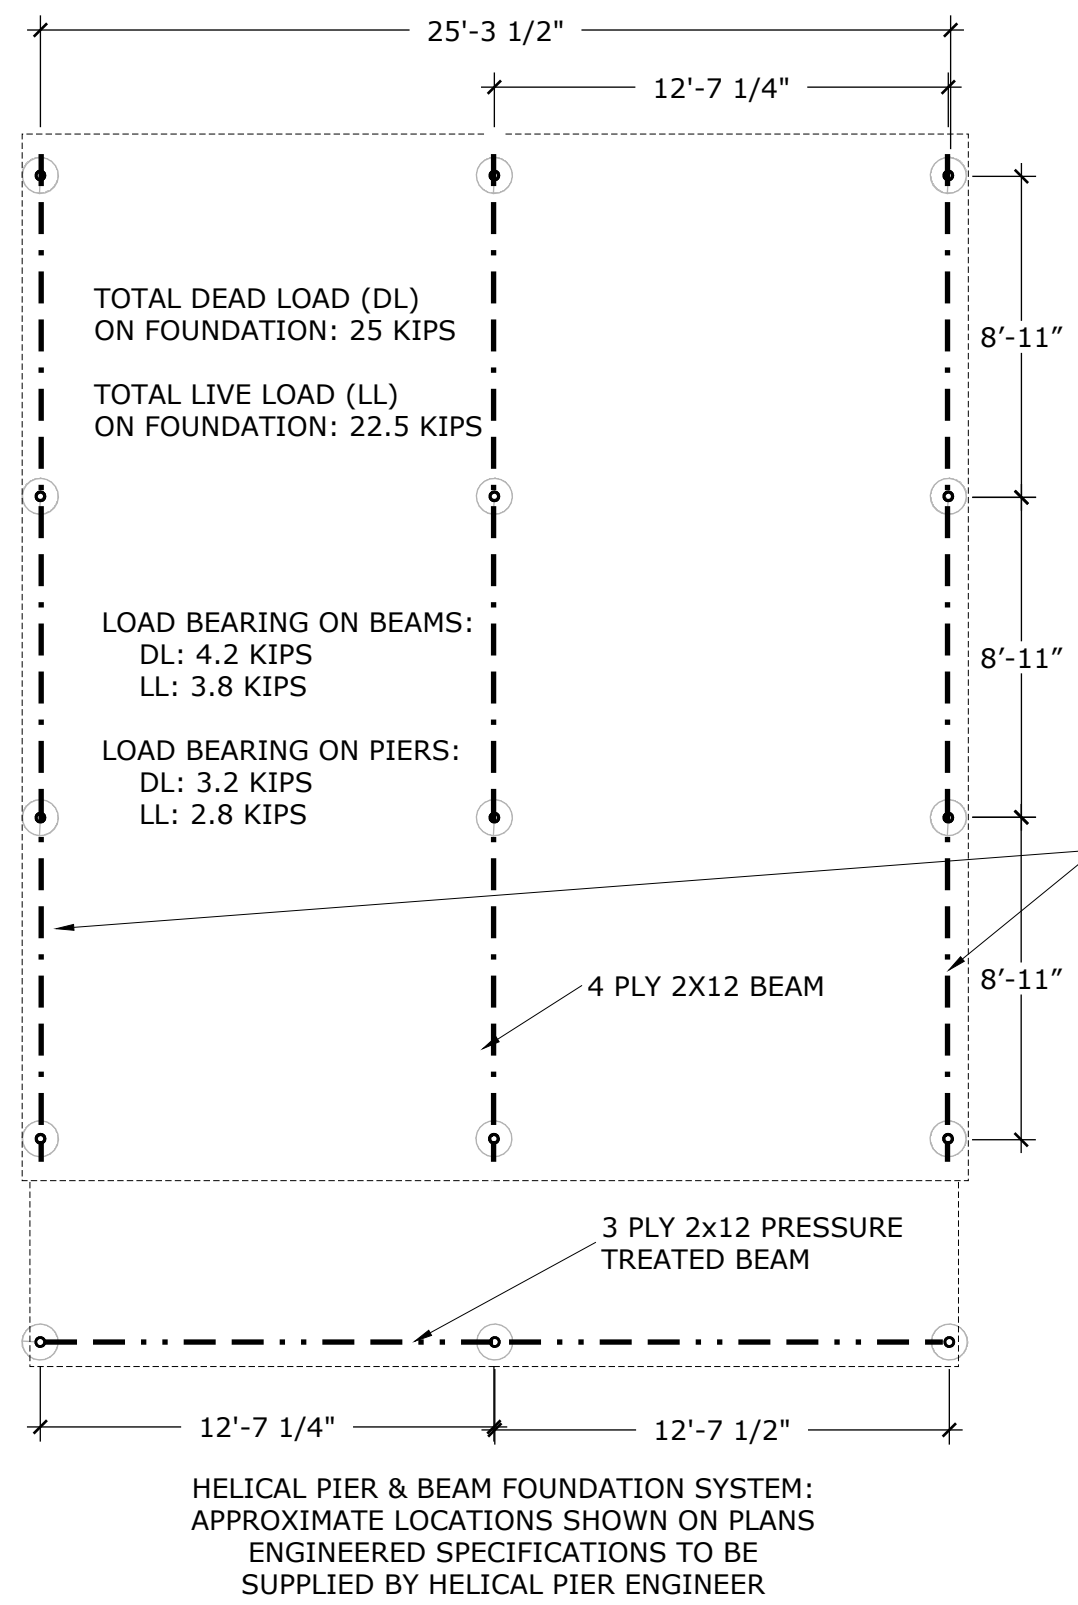 25'-3 1/2"
12'-7 1/4"
TOTAL DEAD LOAD (DL)
ON FOUNDATION: 25 KIPS
8′-11″
TOTAL LIVE LOAD (LL)
ON FOUNDATION: 22.5 KIPS
LOAD BEARING ON BEAMS:
DL: 4.2 KIPS
LL: 3.8 KIPS
8′-11″
LOAD BEARING ON PIERS:
DL: 3.2 KIPS
LL: 2.8 KIPS
4 PLY 2X12 BEAM
8′-11″
3 PLY 2x12 PRESSURE
TREATED BEAM
12'-7 1/4"
12'-7 1/2"
HELICAL PIER & BEAM FOUNDATION SYSTEM:
APPROXIMATE LOCATIONS SHOWN ON PLANS
ENGINEERED SPECIFICATIONS TO BE
SUPPLIED BY HELICAL PIER ENGINEER